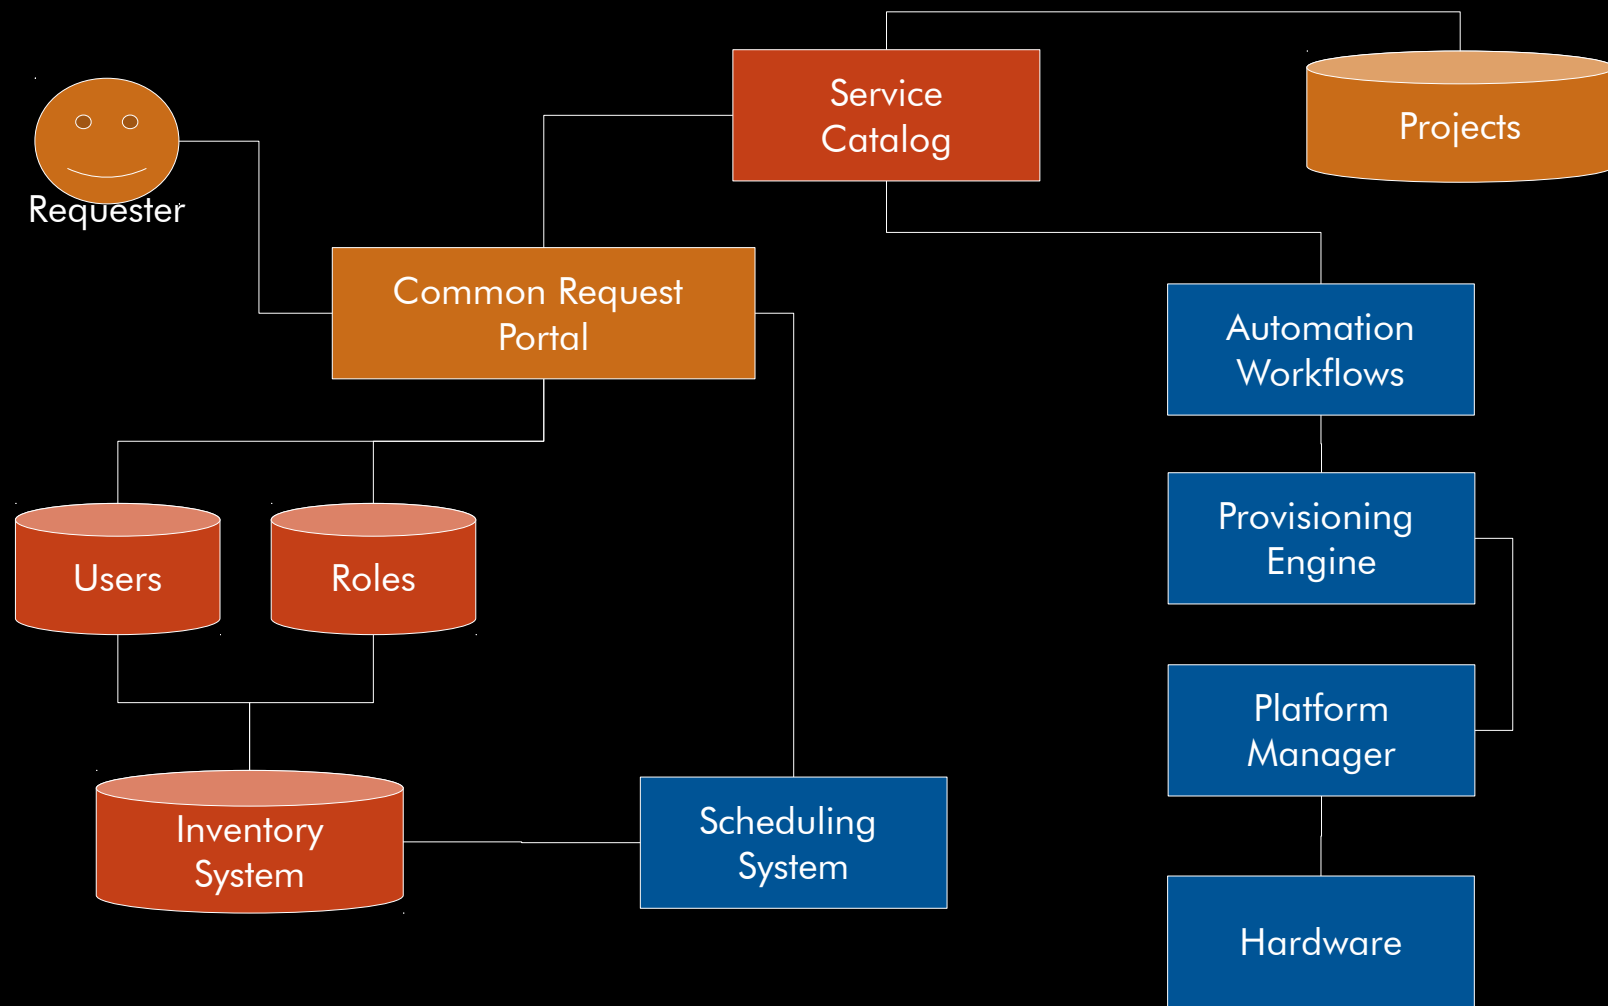 Service
Catalog
Projects
Requester
Common Request
Portal
Automation
Workflows
Provisioning
Engine
Users
Roles
Platform
Manager
Inventory
System
Scheduling
System
Hardware